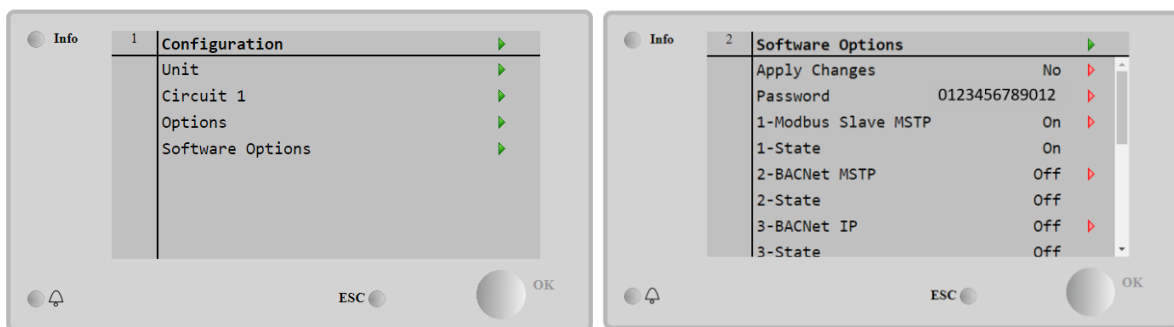 Info
1 Configuration
Unit
Circuit 1
Options
Software Options
ESC
OK
Info
2 Software Options
Apply Changes No
Password 0123456789012
1-Modbus Slave MSTP On
1-State On
2-BACNet MSTP Off
2-State Off
3-BACNet IP Off
3-State Off
ESC
OK